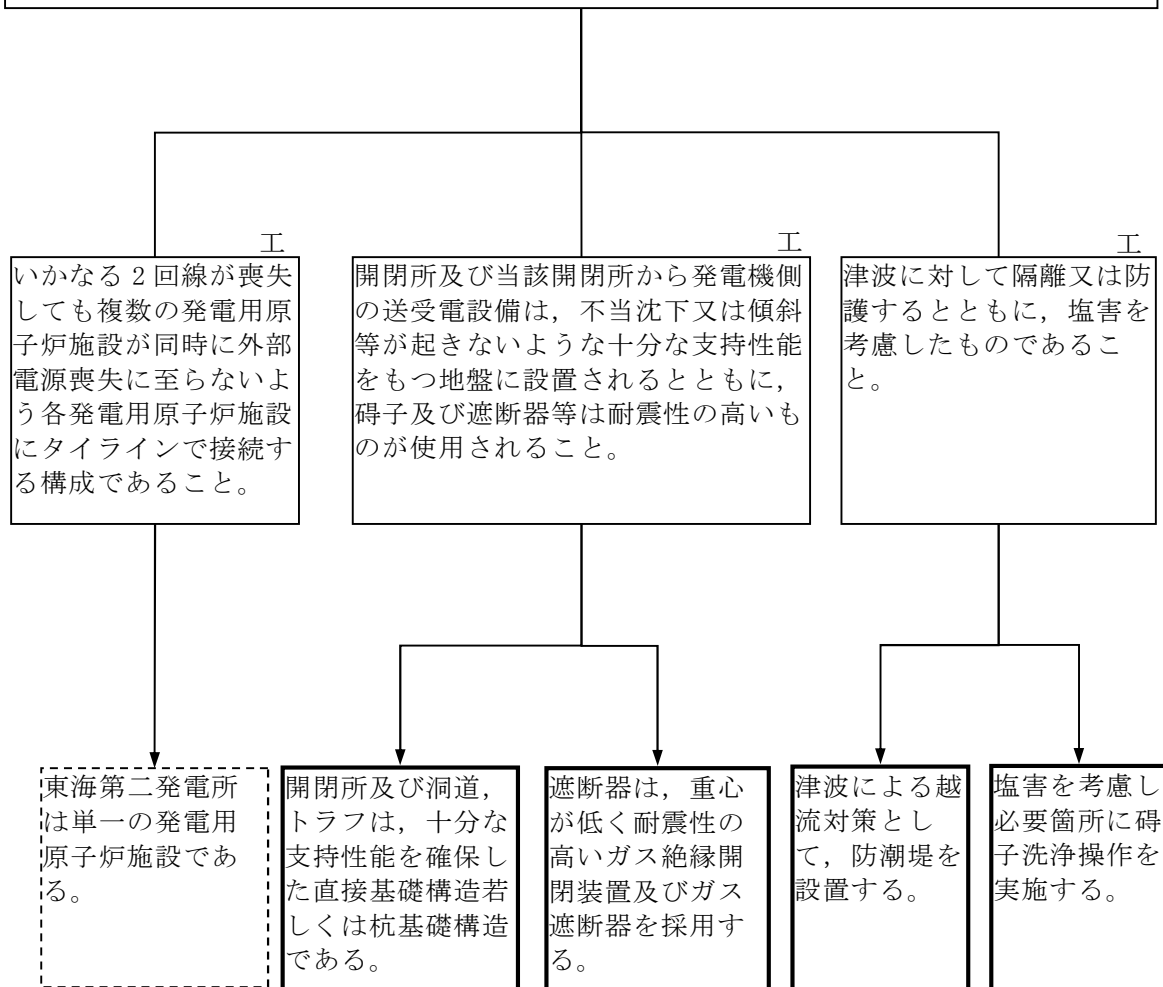 工
いかなる2回線が喪失
しても複数の発電用原
子炉施設が同時に外部
電源喪失に至らないよ
う各発電用原子炉施設
にタイラインで接続す
る構成であること。
工
開閉所及び当該開閉所から発電機側
の送受電設備は，不当沈下又は傾斜
等が起きないような十分な支持性能
をもつ地盤に設置されるとともに，
碍子及び遮断器等は耐震性の高いも
のが使用されること。
工
津波に対して隔離又は防
護するとともに，塩害を
考慮したものであるこ
と。
東海第二発電所
は単一の発電用
原子炉施設であ
る。
開閉所及び洞道，
トラフは，十分な
支持性能を確保し
た直接基礎構造若
しくは杭基礎構造
である。
遮断器は，重心
が低く耐震性の
高いガス絶縁開
閉装置及びガス
遮断器を採用す
る。
津波による越
流対策とし
て，防潮堤を
設置する。
塩害を考慮し
必要箇所に碍
子洗浄操作を
実施する。